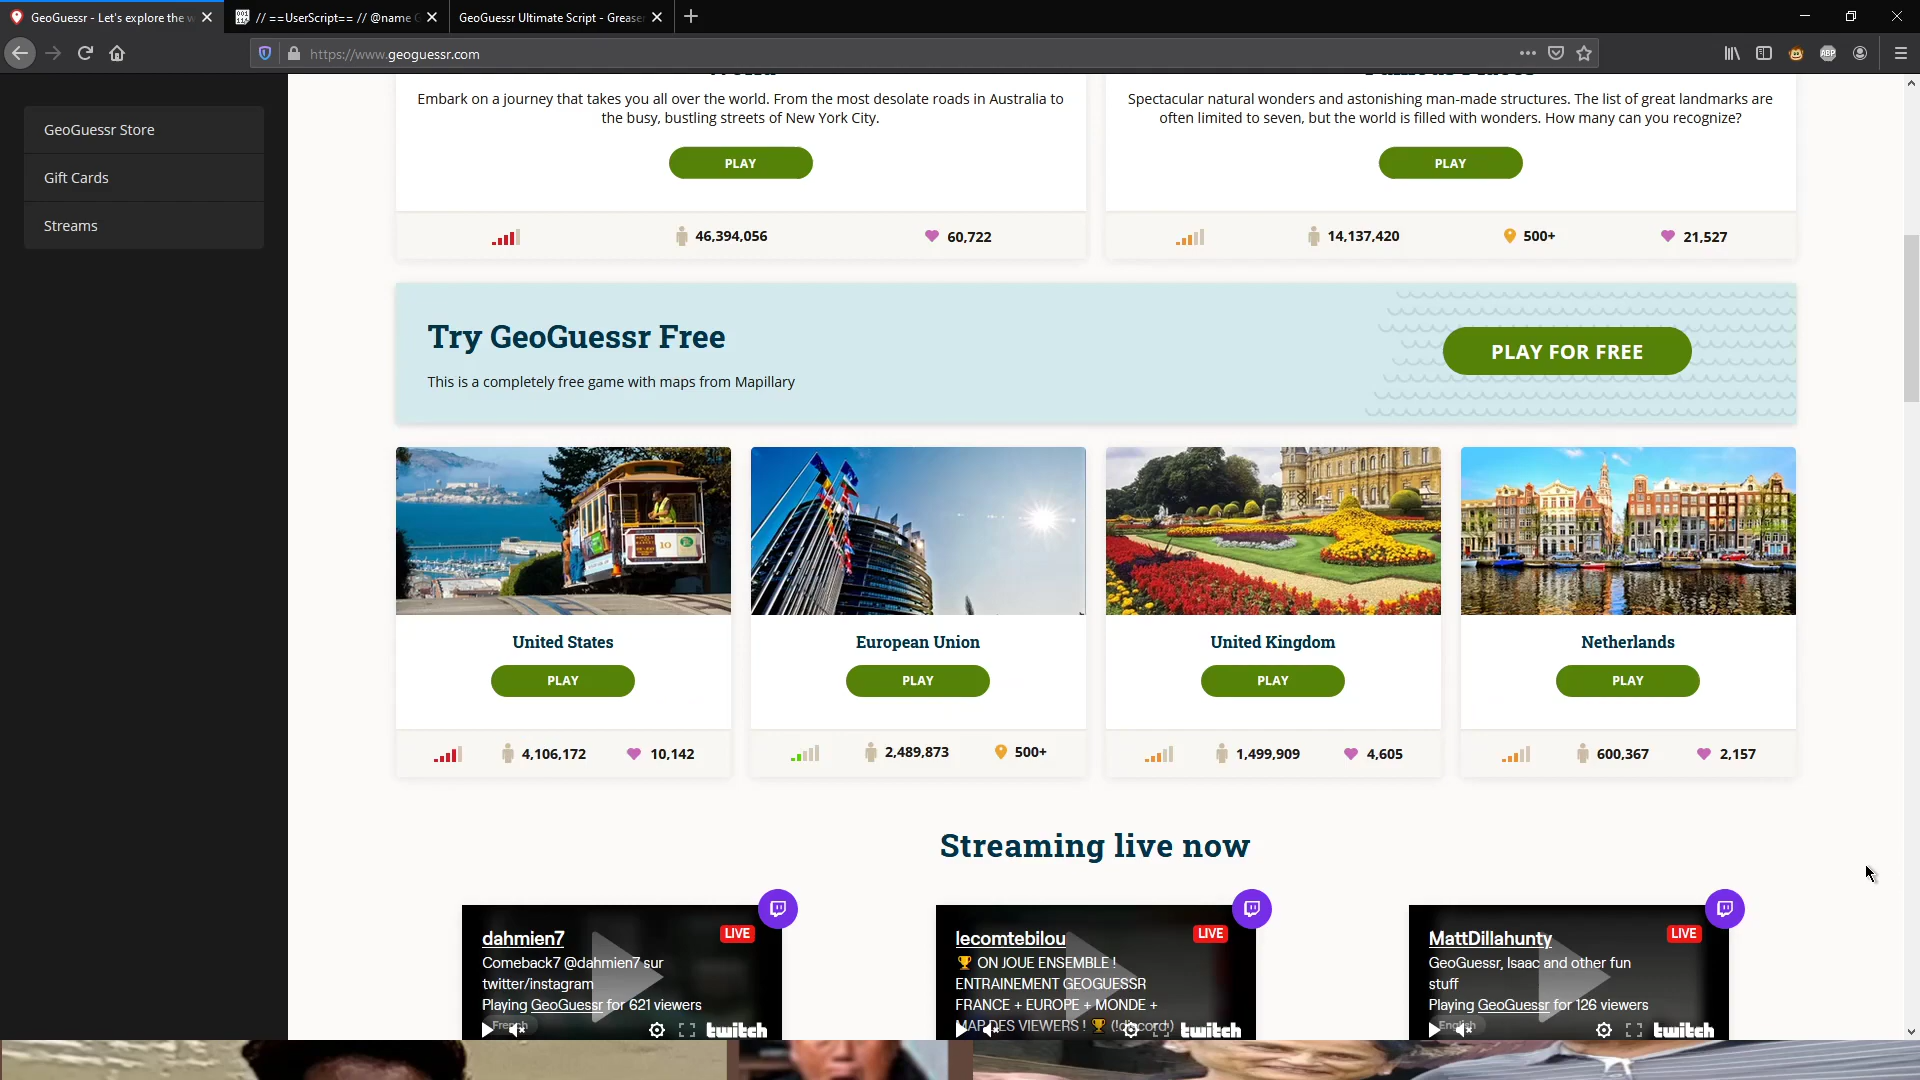 GeoGuessr - Let's explore the w
// ==UserScript== // @name G
GeoGuessr Ultimate Script - Greas
https://www.geoguessr.com
ABP
GeoGuessr Store
Gift Cards
Streams
Embark on a journey that takes you all over the world. From the most desolate roads in Australia to
the busy, bustling streets of New York City.
PLAY
46,394,056
60,722
Spectacular natural wonders and astonishing man-made structures. The list of great landmarks are
often limited to seven, but the world is filled with wonders. How many can you recognize?
PLAY
14,137,420
500+
21,527
Try GeoGuessr Free
This is a completely free game with maps from Mapillary
PLAY FOR FREE
10
United States
PLAY
4,106,172
10,142
European Union
PLAY
2,489,873
500+
United Kingdom
PLAY
1,499,909
4,605
Netherlands
PLAY
600,367
2,157
Streaming live now
dahmien7
LIVE
Comeback7 @dahmien7 sur
twitter/instagram
Playing GeoGuessr for 621 viewers
French
twitch
lecomtebilou
LIVE
🏆 ON JOUE ENSEMBLE !
ENTRAINEMENT GEOGUESSR
FRANCE + EUROPE + MONDE +
MAP DES VIEWERS ! 🏆 (!discord)
twitch
MattDillahunty
LIVE
GeoGuessr, Isaac and other fun
stuff
Playing GeoGuessr for 126 viewers
English
twitch